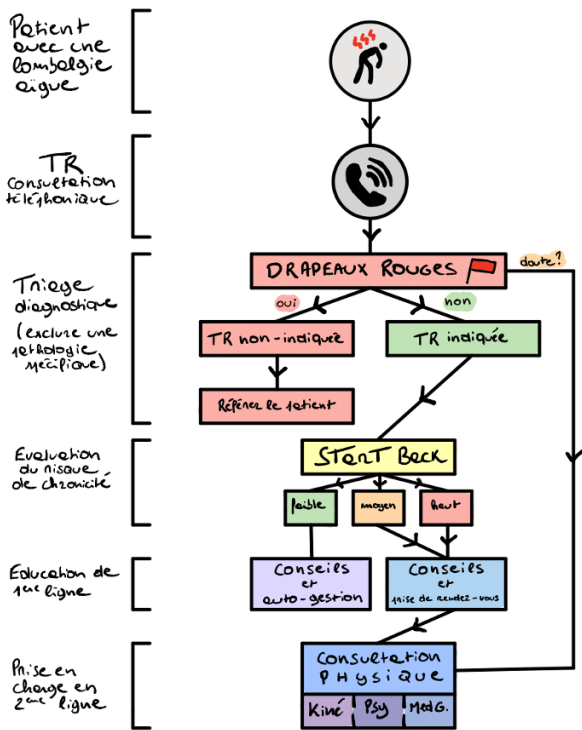 Patient
avec une
lombalgie
aigue
TR
Consultation
téléphonique
DRAPEAUX ROUGES
doute?
Triage
diagnostique
(exclure une
pathologie
spécifique)
oui
non
TR non-indiquée
TR indiquée
Référer le patient
Evaluation
du risque
de chronicité
START BACK
faible
moyen
haut
Education de
1ère ligne
Conseils
et
auto-gestion
Conseils
et
prise de rendez-vous
Prise en
charge en
2ème ligne
Consultation
PHYSIQUE
Kiné
Psy
Med G.